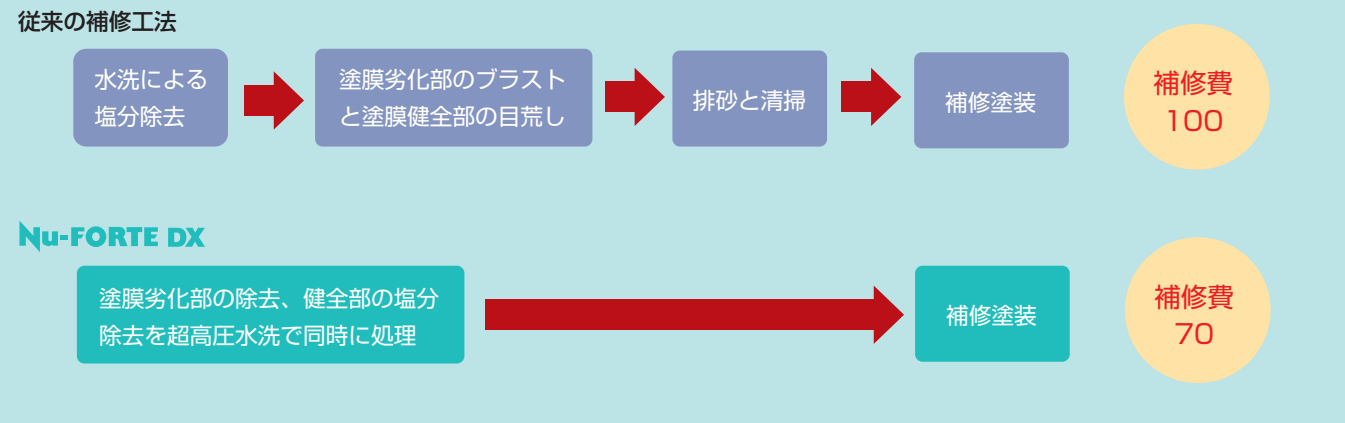 従来の補修工法
水洗による
塩分除去
塗膜劣化部のブラスト
と塗膜健全部の目荒し
排砂と清掃
補修塗装
補修費
100
Nu-FORTE DX
塗膜劣化部の除去、健全部の塩分
除去を超高圧水洗で同時に処理
補修塗装
補修費
70